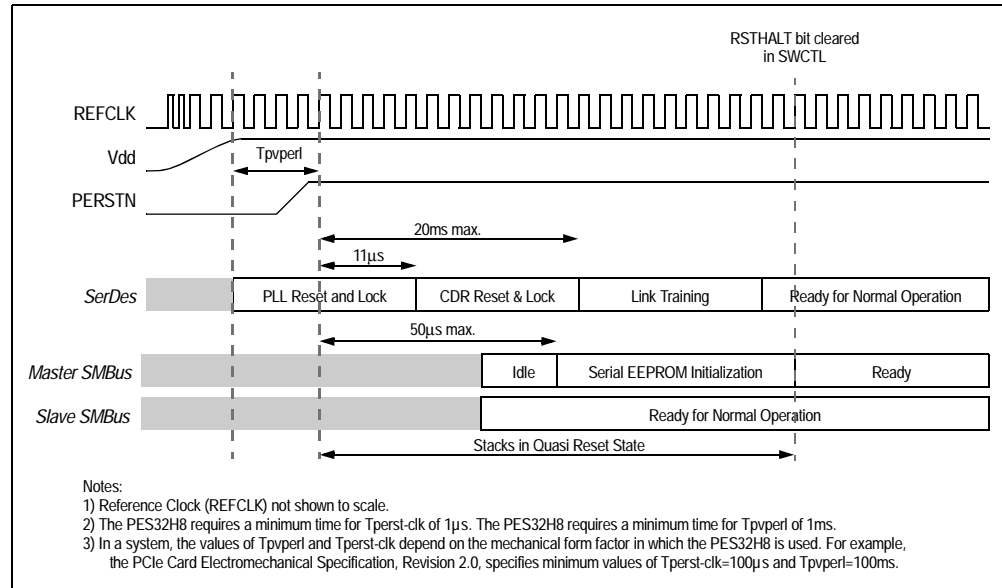 RSTHALT bit cleared
in SWCTL
REFCLK
Vdd
Tpvperl
PERSTN
20ms max.
11µs
SerDes
PLL Reset and Lock
CDR Reset & Lock
Link Training
Ready for Normal Operation
50µs max.
Master SMBus
Idle
Serial EEPROM Initialization
Ready
Slave SMBus
Ready for Normal Operation
Stacks in Quasi Reset State
Notes:
1) Reference Clock (REFCLK) not shown to scale.
2) The PES32H8 requires a minimum time for Tperst-clk of 1µs. The PES32H8 requires a minimum time for Tpvperl of 1ms.
3) In a system, the values of Tpvperl and Tperst-clk depend on the mechanical form factor in which the PES32H8 is used. For example,
the PCIe Card Electromechanical Specification, Revision 2.0, specifies minimum values of Tperst-clk=100µs and Tpvperl=100ms.